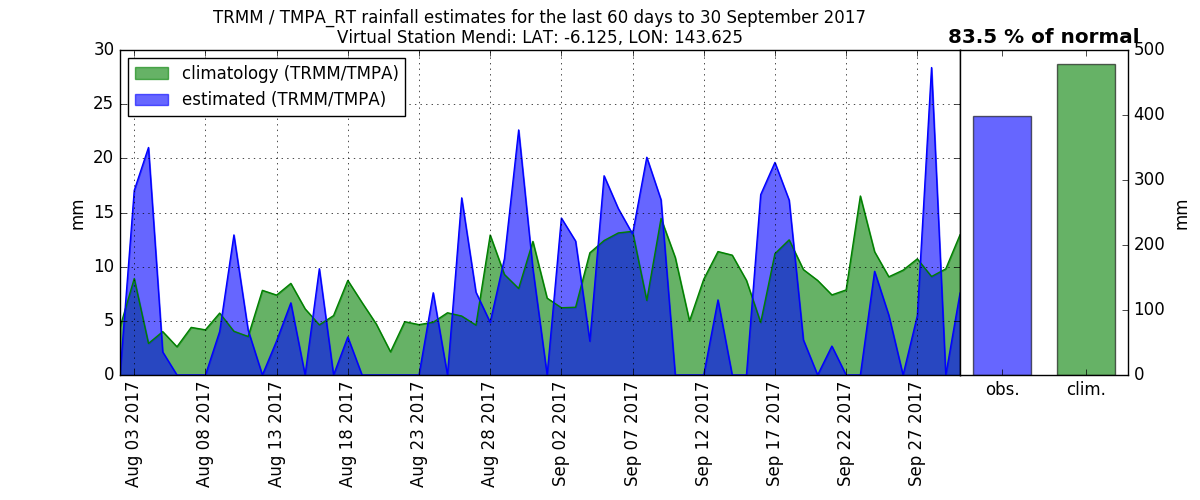 TRMM / TMPA_RT rainfall estimates for the last 60 days to 30 September 2017
Virtual Station Mendi: LAT: -6.125, LON: 143.625
83.5 % of normal
climatology (TRMM/TMPA)
estimated (TRMM/TMPA)
30
25
20
15
10
5
0
mm
500
400
300
200
100
0
mm
Aug 03 2017
Aug 08 2017
Aug 13 2017
Aug 18 2017
Aug 23 2017
Aug 28 2017
Sep 02 2017
Sep 07 2017
Sep 12 2017
Sep 17 2017
Sep 22 2017
Sep 27 2017
obs.
clim.